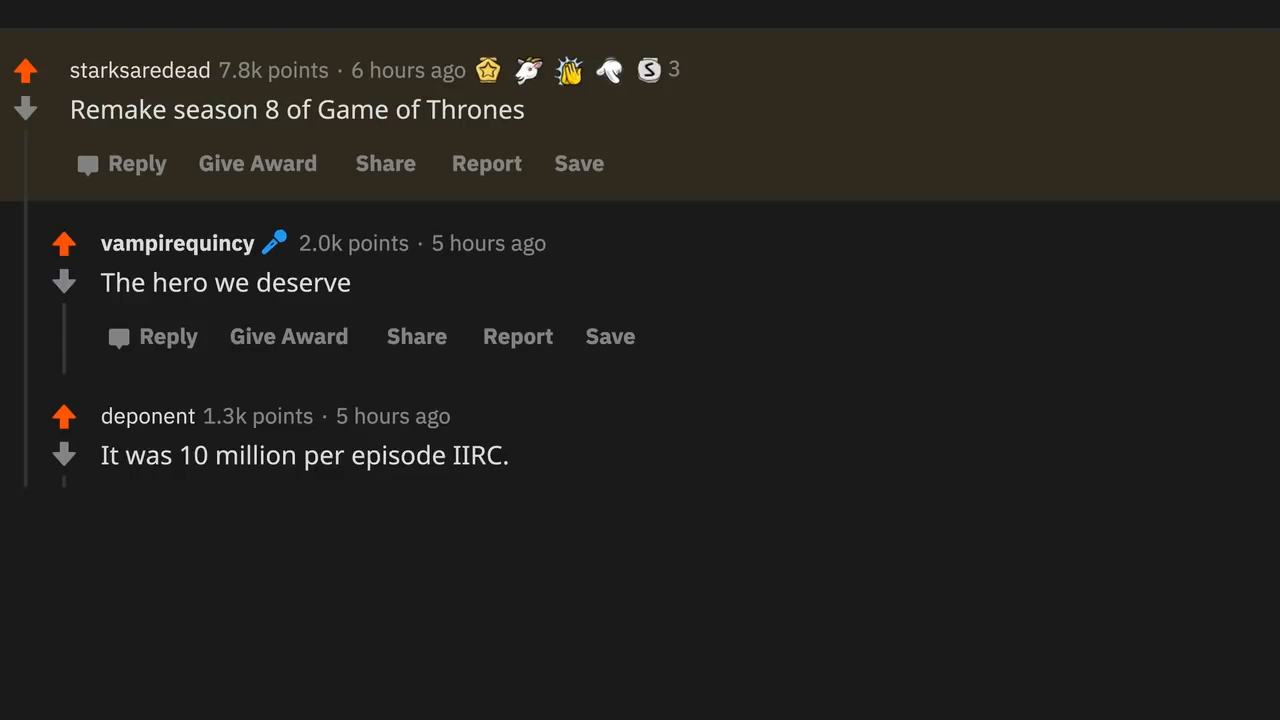 starksaredead 7.8k points · 6 hours ago 3
Remake season 8 of Game of Thrones
Reply Give Award Share Report Save
vampirequincy 2.0k points · 5 hours ago
The hero we deserve
Reply Give Award Share Report Save
deponent 1.3k points · 5 hours ago
It was 10 million per episode IIRC.